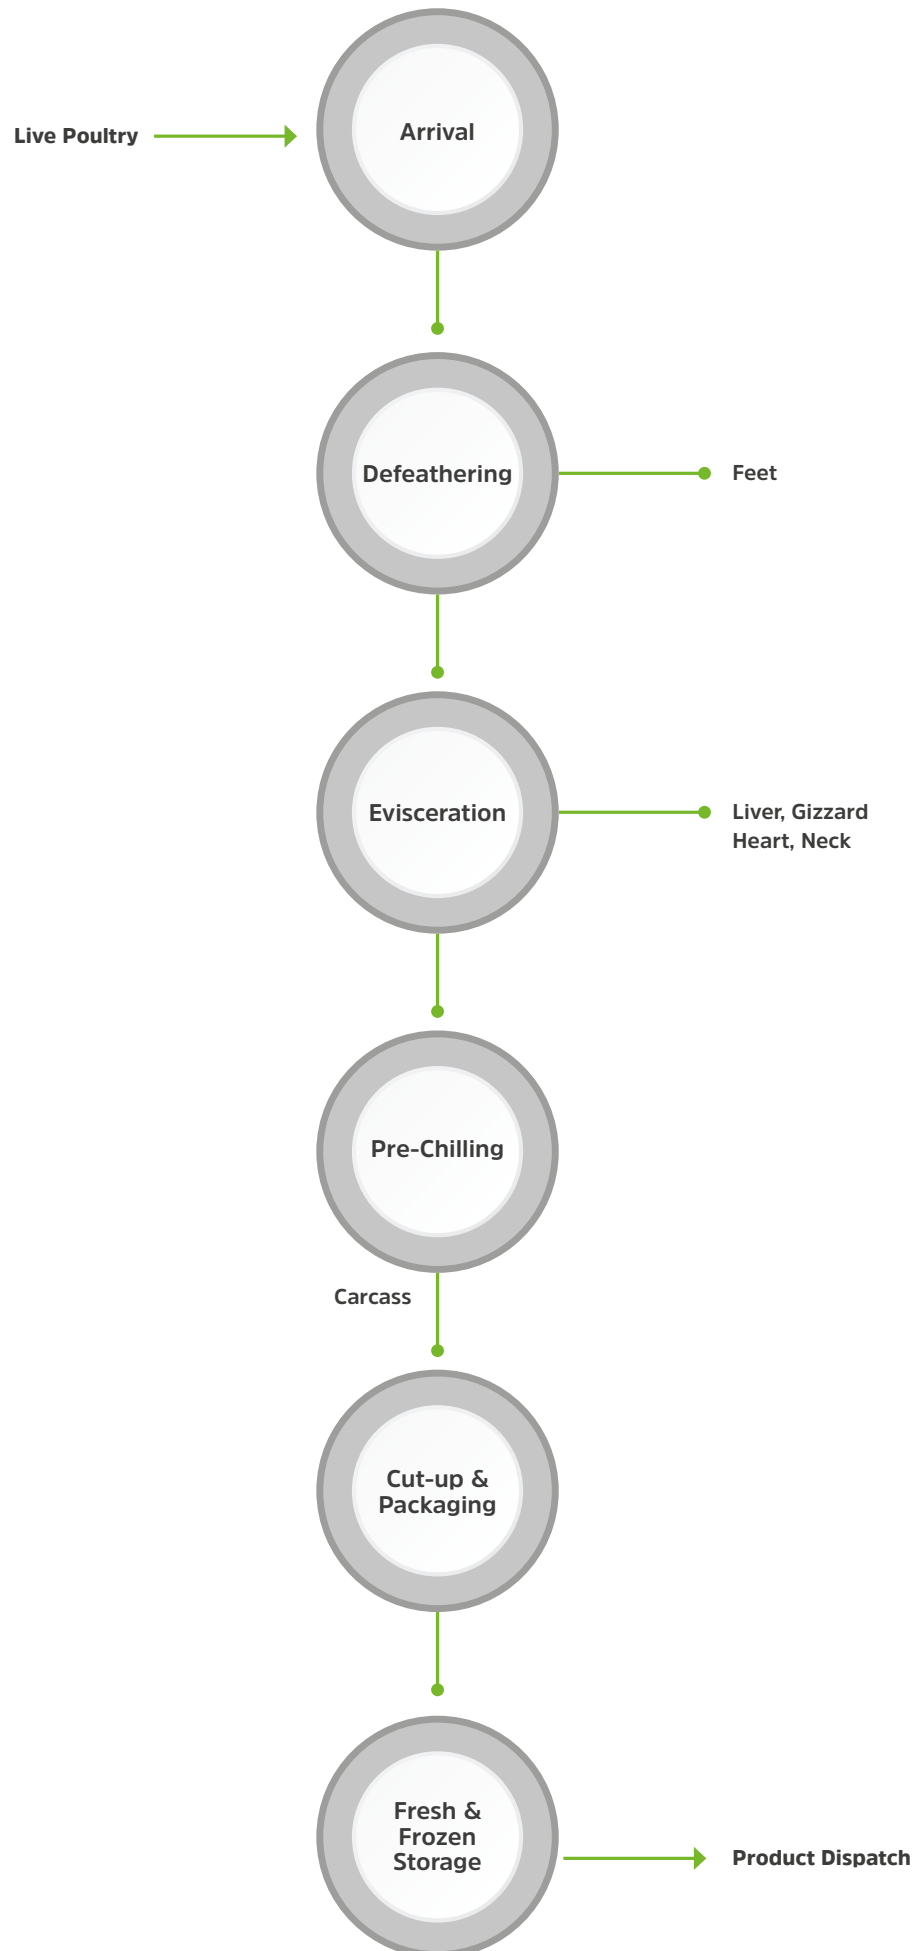 Live Poultry
Arrival
Defeathering
Feet
Evisceration
Liver, Gizzard
Heart, Neck
Pre-Chilling
Carcass
Cut-up &
Packaging
Fresh &
Frozen
Storage
Product Dispatch